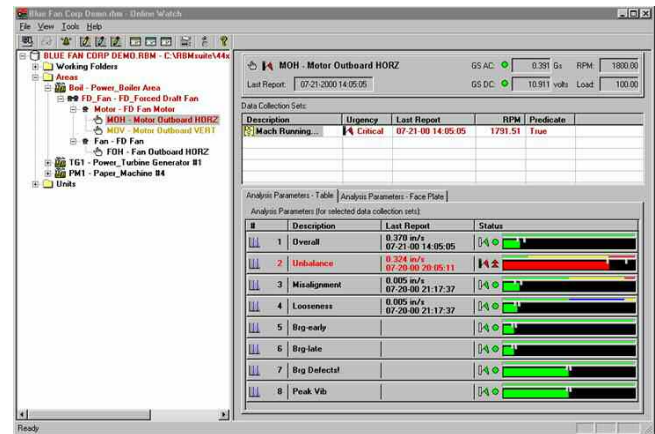 Blue Fan Corp Demo.rbm - Online Watch
File View Tools Help
BLUE FAN CORP DEMO.RBM - C:\RBMsuite\44x
Working Folders
Areas
Boil - Power_Boiler Area
FD_Fan - FD_Forced Draft Fan
Motor - FD Fan Motor
MOH - Motor Outboard HORZ
MOV - Motor Outboard VERT
Fan - FD Fan
FOH - Fan Outboard HORZ
TG1 - Power_Turbine Generator #1
PM1 - Paper_Machine #4
Units
MOH - Motor Outboard HORZ
GS AC: 0.391 Gs RPM: 1800.00
Last Report: 07-21-2000 14:05:05
GS DC: 10.911 volts Load: 100.00
Data Collection Sets:
Description Urgency Last Report RPM Predicate
Mach Running... Critical 07-21-00 14:05:05 1791.51 True
Analysis Parameters - Table Analysis Parameters - Face Plate
Analysis Parameters (for selected data collection sets):
# Description Last Report Status
1 Overall 0.370 in/s
07-21-00 14:05:05
2 Unbalance 0.324 in/s
07-20-00 20:05:11
3 Misalignment 0.005 in/s
07-20-00 21:17:37
4 Looseness 0.005 in/s
07-20-00 21:17:37
5 Brg-early
6 Brg-late
7 Brg Defects!
8 Peak Vib
Ready